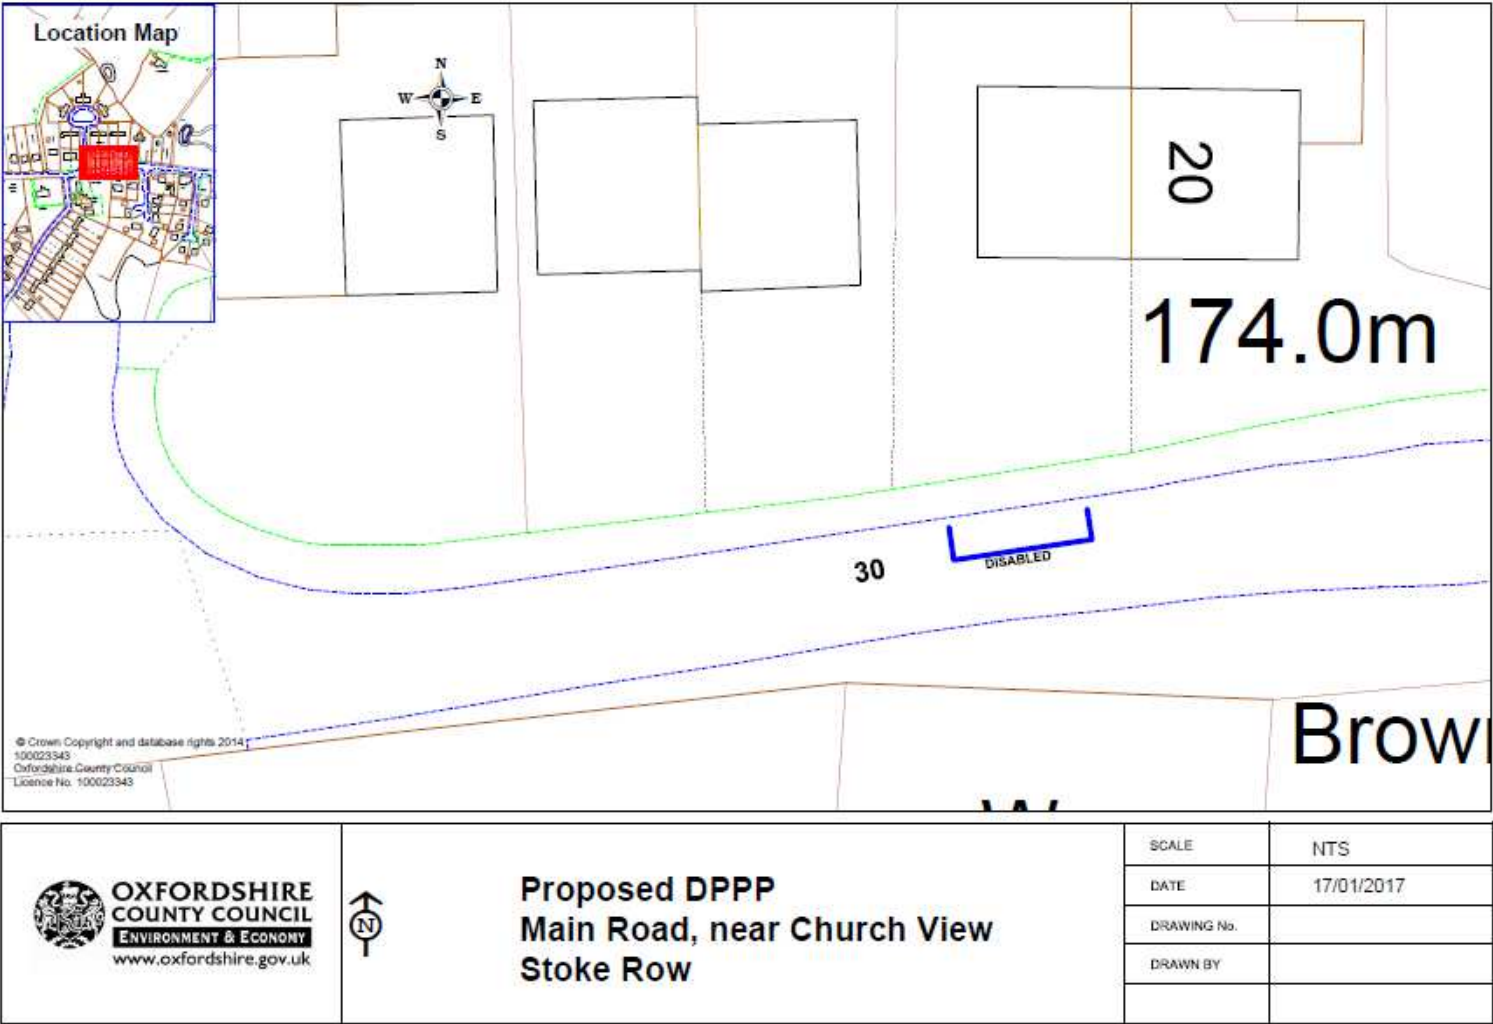 Location Map
N
W E
S
20
174.0m
DISABLED
30
© Crown Copyright and database rights 2014
100023343
Oxfordshire County Council
Licence No. 100023343
Brow
OXFORDSHIRE
COUNTY COUNCIL
ENVIRONMENT & ECONOMY
www.oxfordshire.gov.uk
N
Proposed DPPP
Main Road, near Church View
Stoke Row
SCALE NTS
DATE 17/01/2017
DRAWING No.
DRAWN BY